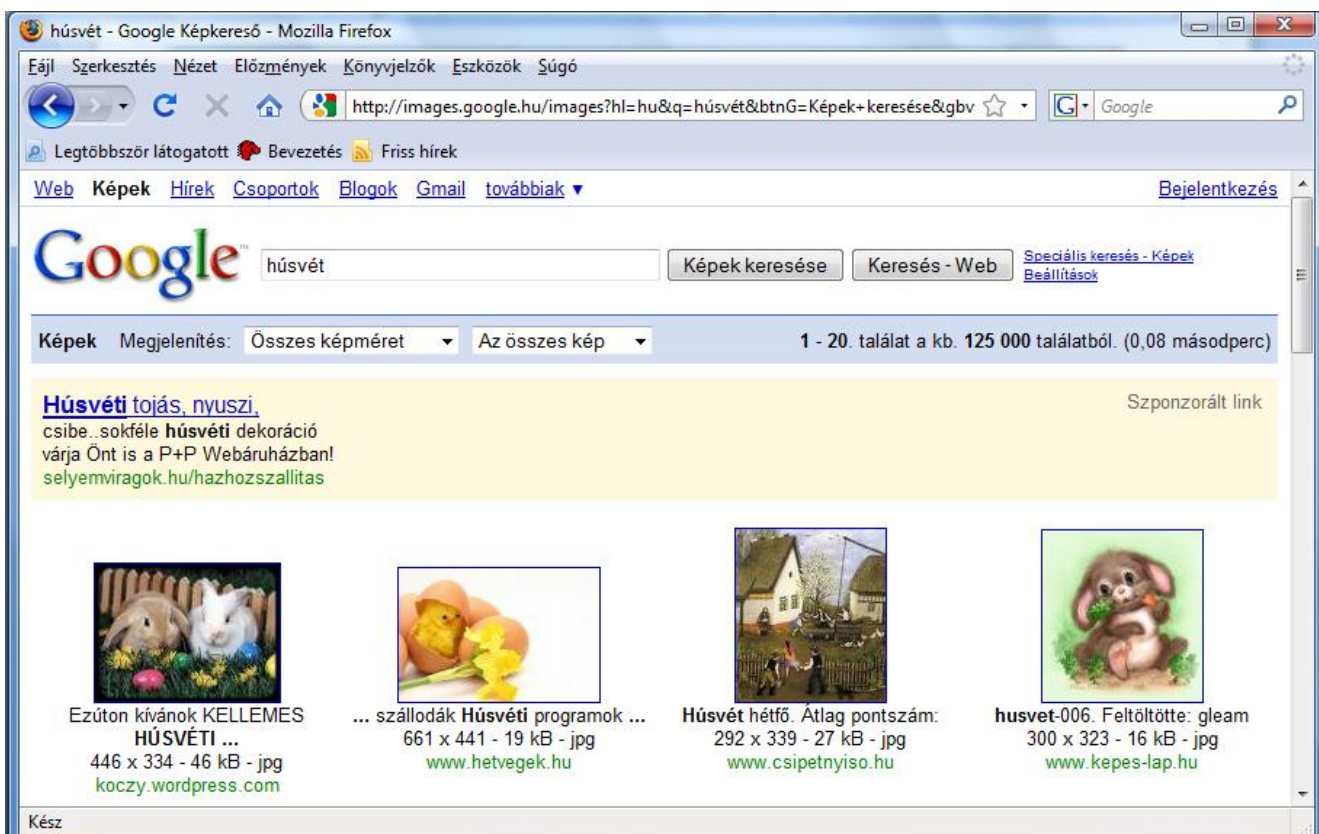 húsvét - Google Képkereső - Mozilla Firefox
Fájl Szerkesztés Nézet Előzmények Könyvjelzők Eszközök Súgó
http://images.google.hu/images?hl=hu&q=húsvét&btnG=Képek+keresése&gbv
Google
Legtöbbször látogatott Bevezetés Friss hírek
Web Képek Hírek Csoportok Blogok Gmail továbbiak ▼ Bejelentkezés
Google™ húsvét Képek keresése Keresés - Web Speciális keresés - Képek
Beállítások
Képek Megjelenítés: Összes képméret Az összes kép 1 - 20. találat a kb. 125 000 találatból. (0,08 másodperc)
Húsvéti tojás, nyuszi, Szponzorált link
csibe..sokféle húsvéti dekoráció
várja Önt is a P+P Webáruházban!
selyemviragok.hu/hazhozszallitas
Ezúton kívánok KELLEMES
HÚSVÉTI ...
446 x 334 - 46 kB - jpg
koczy.wordpress.com
... szállodák Húsvéti programok ...
661 x 441 - 19 kB - jpg
www.hetvegek.hu
Húsvét hétfő. Átlag pontszám:
292 x 339 - 27 kB - jpg
www.csipetnyiso.hu
husvet-006. Feltöltötte: gleam
300 x 323 - 16 kB - jpg
www.kepes-lap.hu
Kész